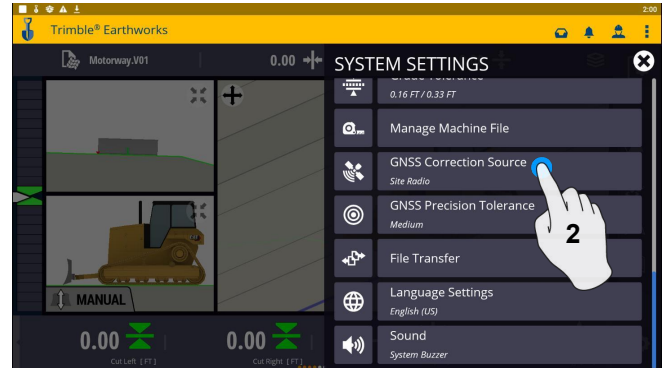 2:00
Trimble® Earthworks
Motorway.V01
0.00
SYSTEM SETTINGS
Grade Tolerance
0.16 FT / 0.33 FT
Manage Machine File
GNSS Correction Source
Site Radio
GNSS Precision Tolerance
Medium
2
File Transfer
MANUAL
Language Settings
English (US)
0.00
0.00
Sound
System Buzzer
Cut Left [FT]
Cut Right [FT]